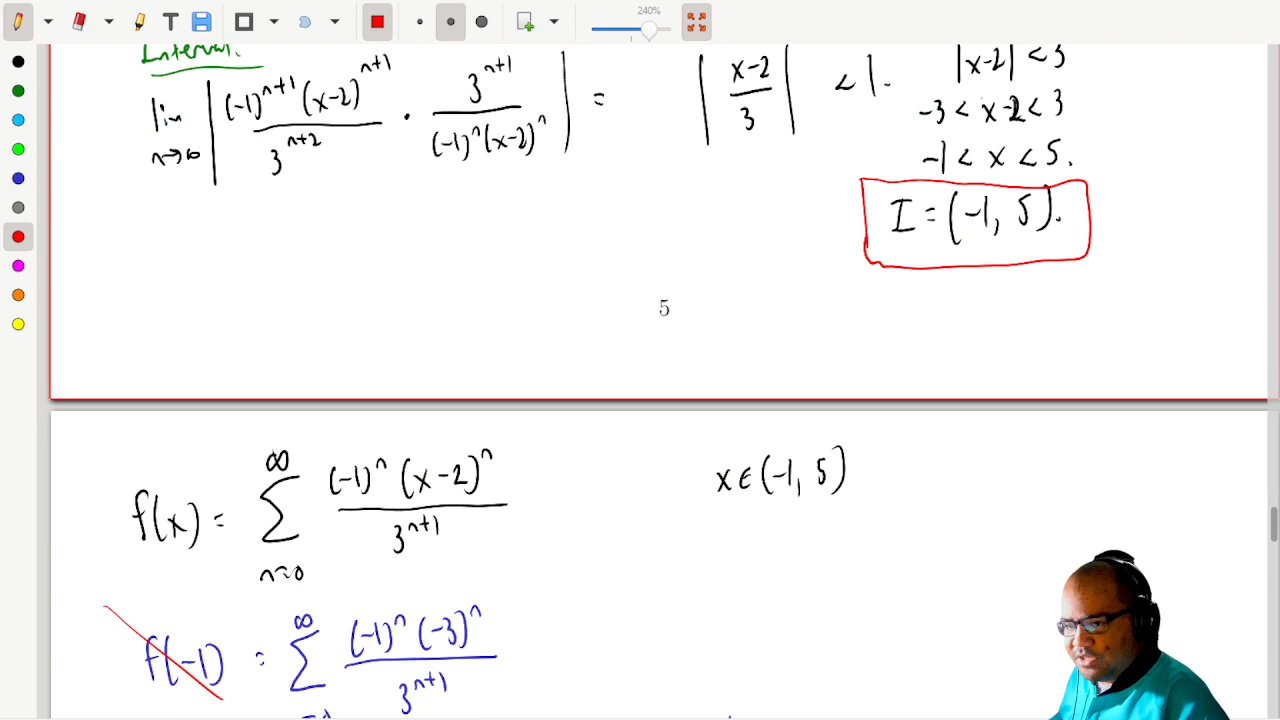 240%
Interval:
lim n→∞ | (-1)^{n+1} (x-2)^{n+1} / 3^{n+2} · 3^{n+1} / (-1)^n (x-2)^n | = | x-2 / 3 | < 1.
|x-2| < 3
-3 < x-2 < 3
-1 < x < 5.
I = (-1, 5).
5
f(x) = ∑_{n=0}^{∞} (-1)^n (x-2)^n / 3^{n+1} x ∈ (-1, 5)
f(-1) = ∑^{∞} (-1)^n (-3)^n / 3^{n+1}